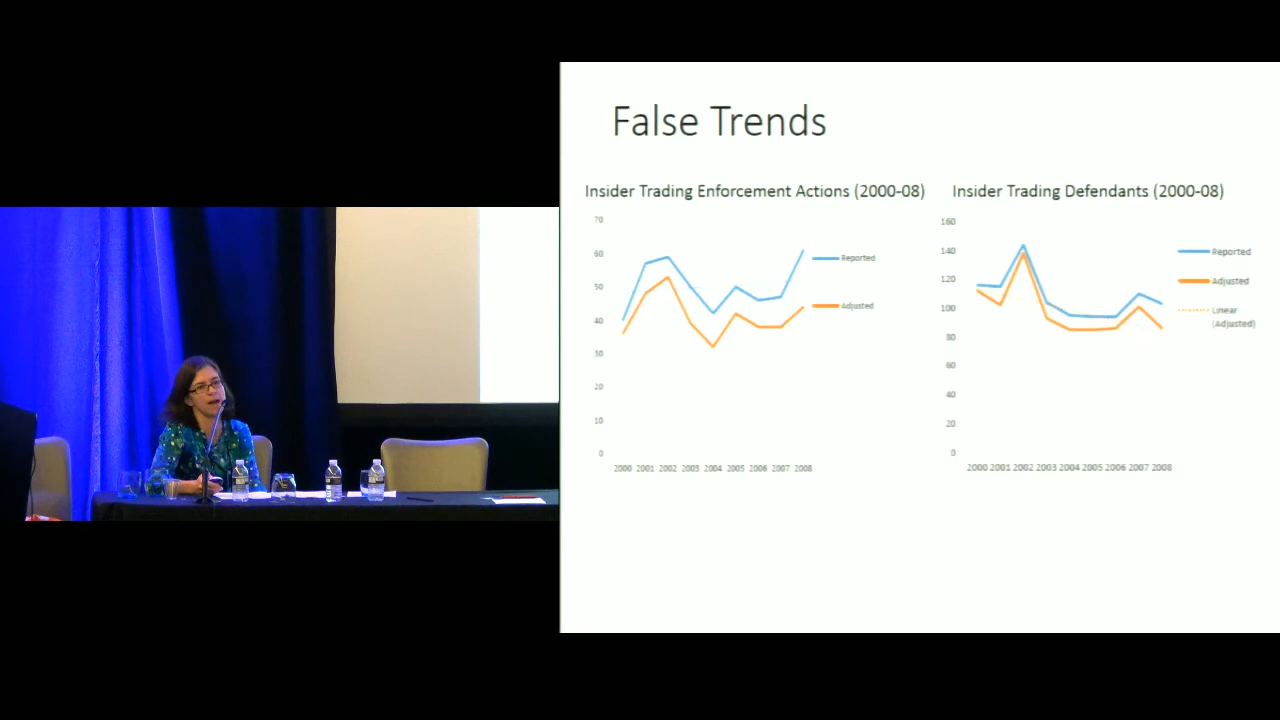 False Trends
Insider Trading Enforcement Actions (2000-08)
70
60
50
40
30
20
10
0
2000 2001 2002 2003 2004 2005 2006 2007 2008
Reported
Adjusted
Insider Trading Defendants (2000-08)
160
140
120
100
80
60
40
20
0
2000 2001 2002 2003 2004 2005 2006 2007 2008
Reported
Adjusted
Linear
(Adjusted)